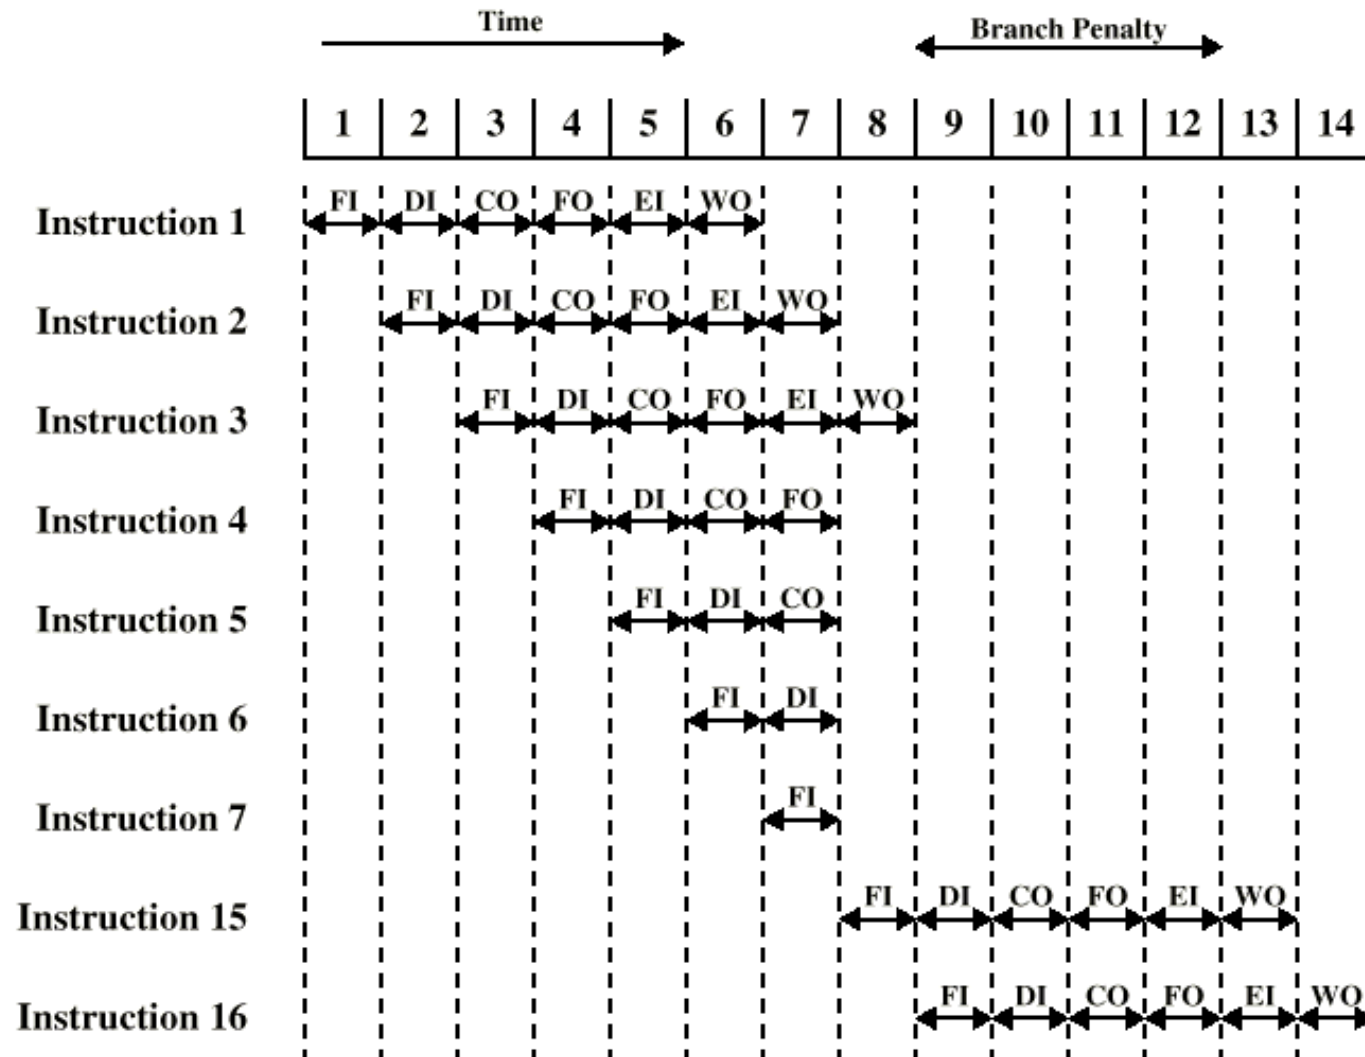 Time Branch Penalty
1 2 3 4 5 6 7 8 9 10 11 12 13 14
Instruction 1 FI DI CO FO EI WO
Instruction 2 FI DI CO FO EI WO
Instruction 3 FI DI CO FO EI WO
Instruction 4 FI DI CO FO
Instruction 5 FI DI CO
Instruction 6 FI DI
Instruction 7 FI
Instruction 15 FI DI CO FO EI WO
Instruction 16 FI DI CO FO EI WO